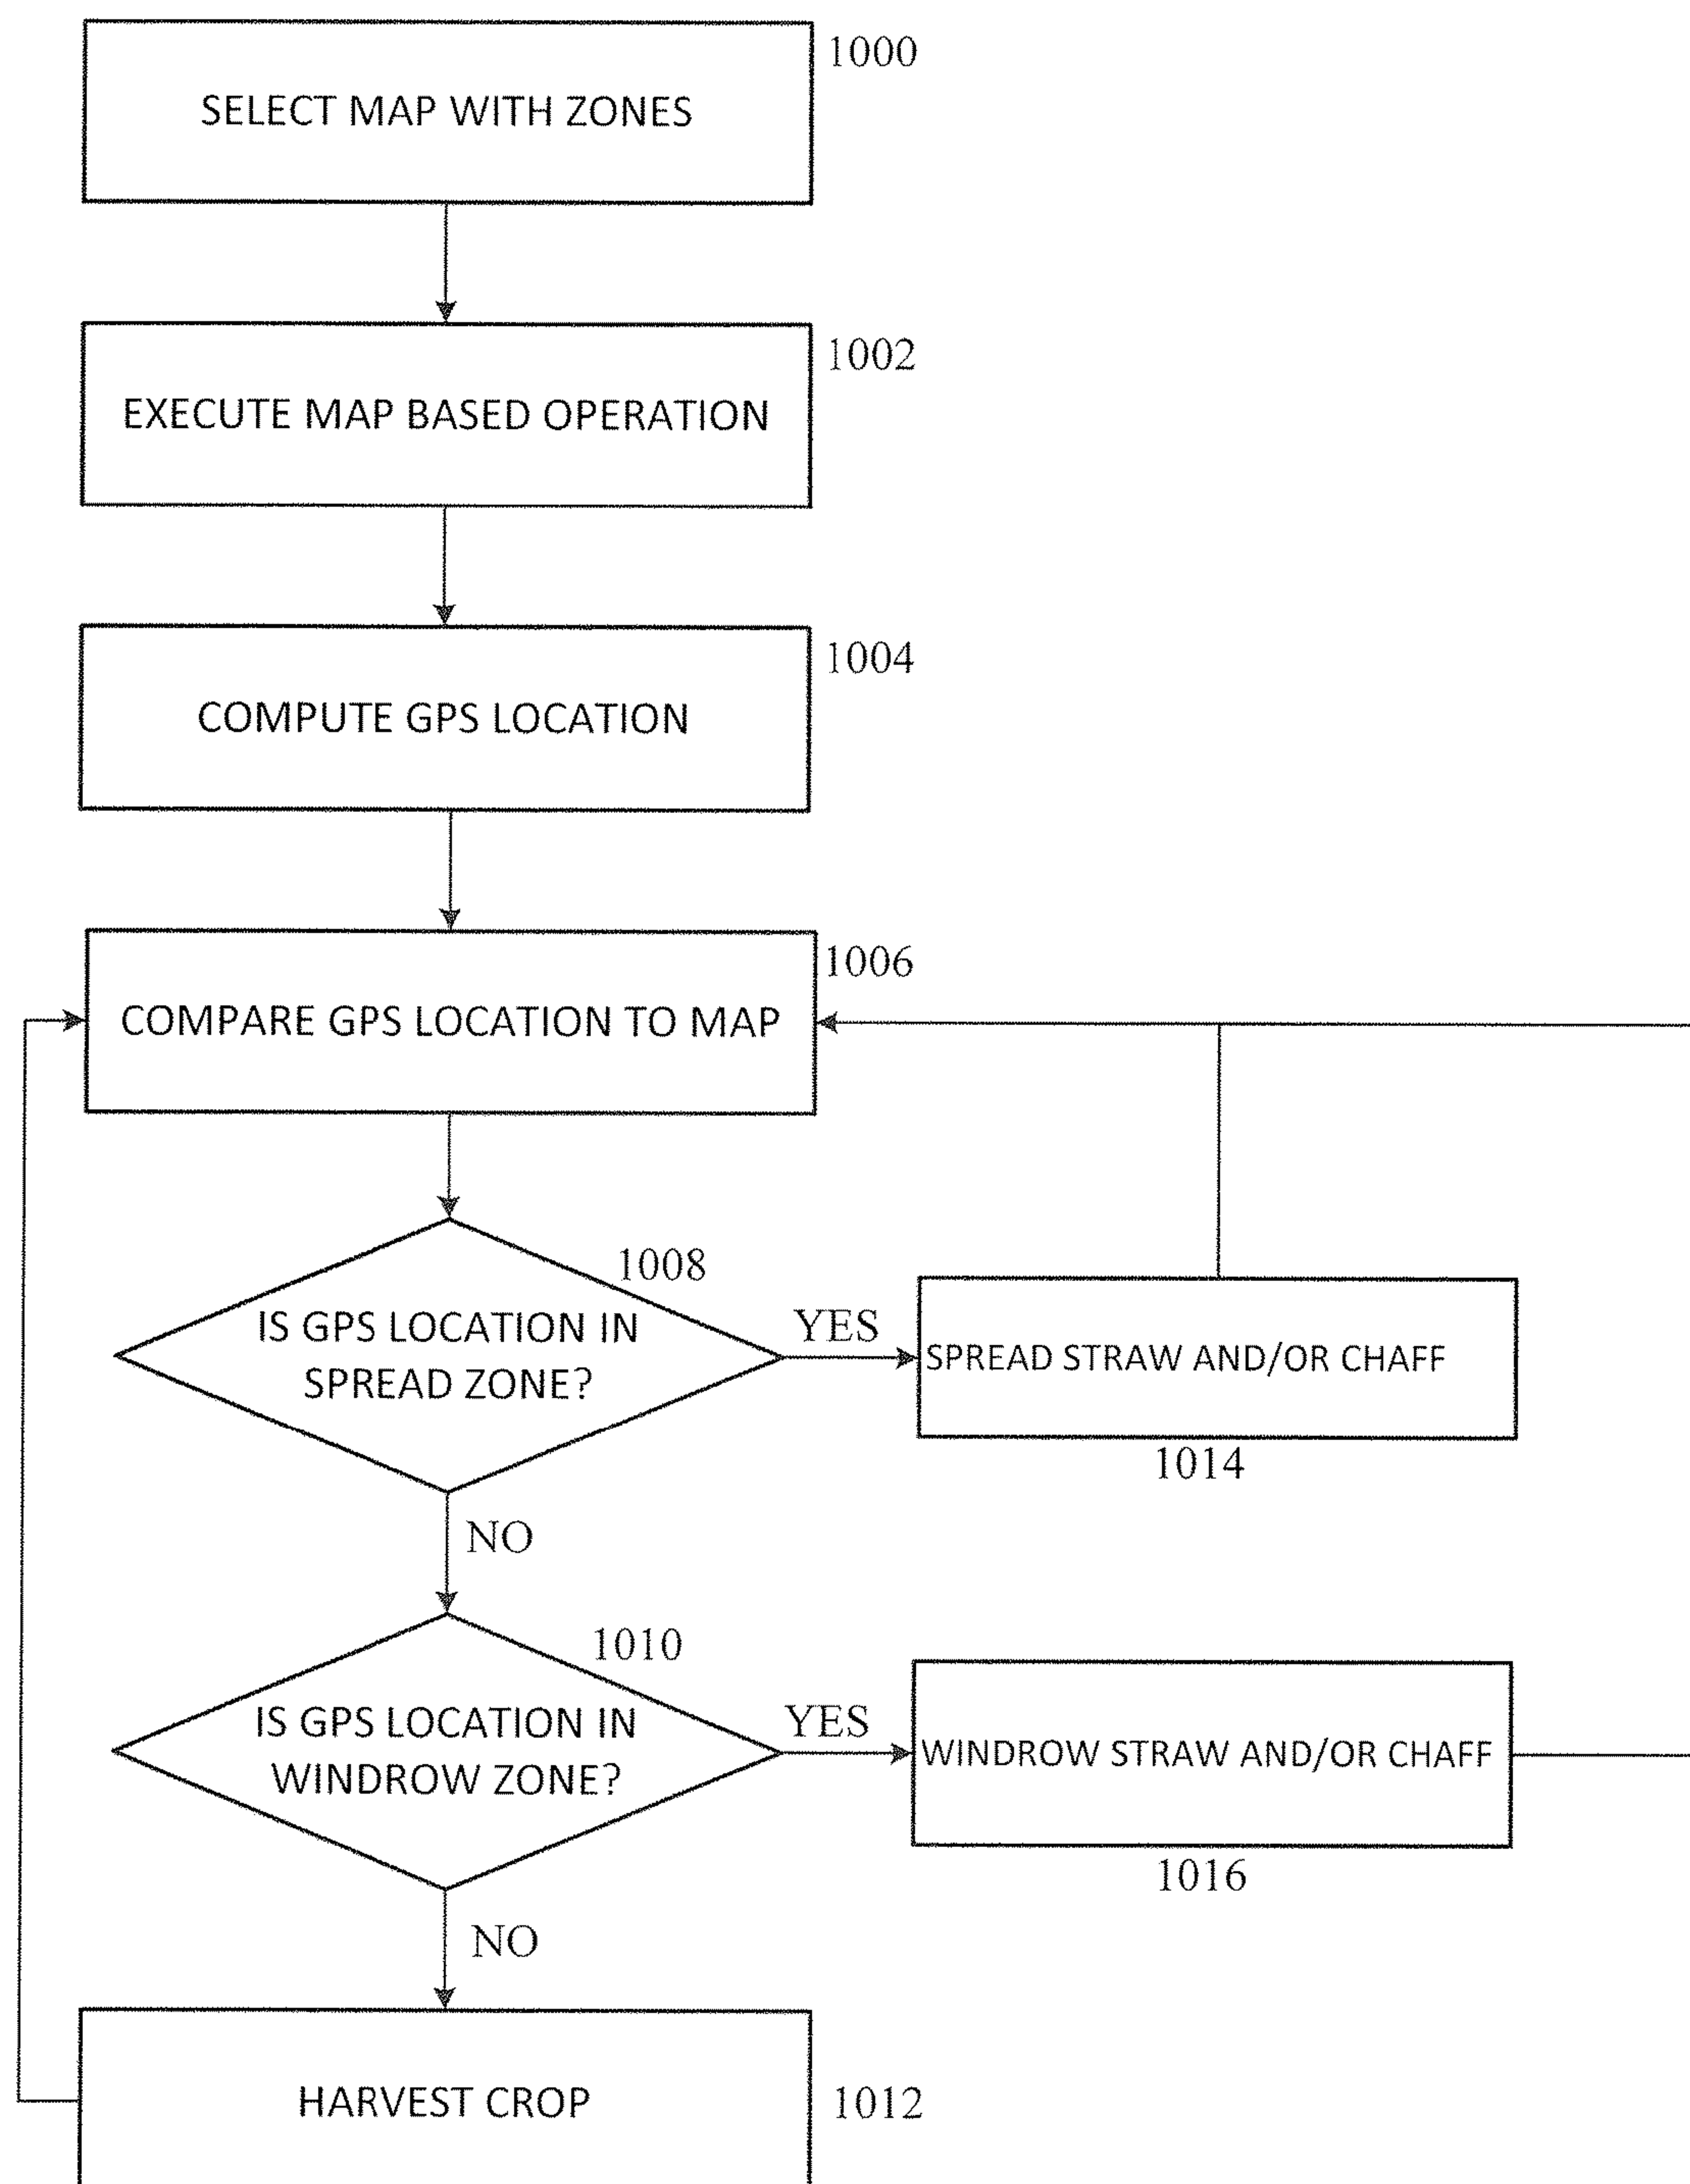 1000
SELECT MAP WITH ZONES
1002
EXECUTE MAP BASED OPERATION
1004
COMPUTE GPS LOCATION
1006
COMPARE GPS LOCATION TO MAP
1008
IS GPS LOCATION IN
SPREAD ZONE?
YES
SPREAD STRAW AND/OR CHAFF
1014
NO
1010
IS GPS LOCATION IN
WINDROW ZONE?
YES
WINDROW STRAW AND/OR CHAFF
1016
NO
HARVEST CROP
1012